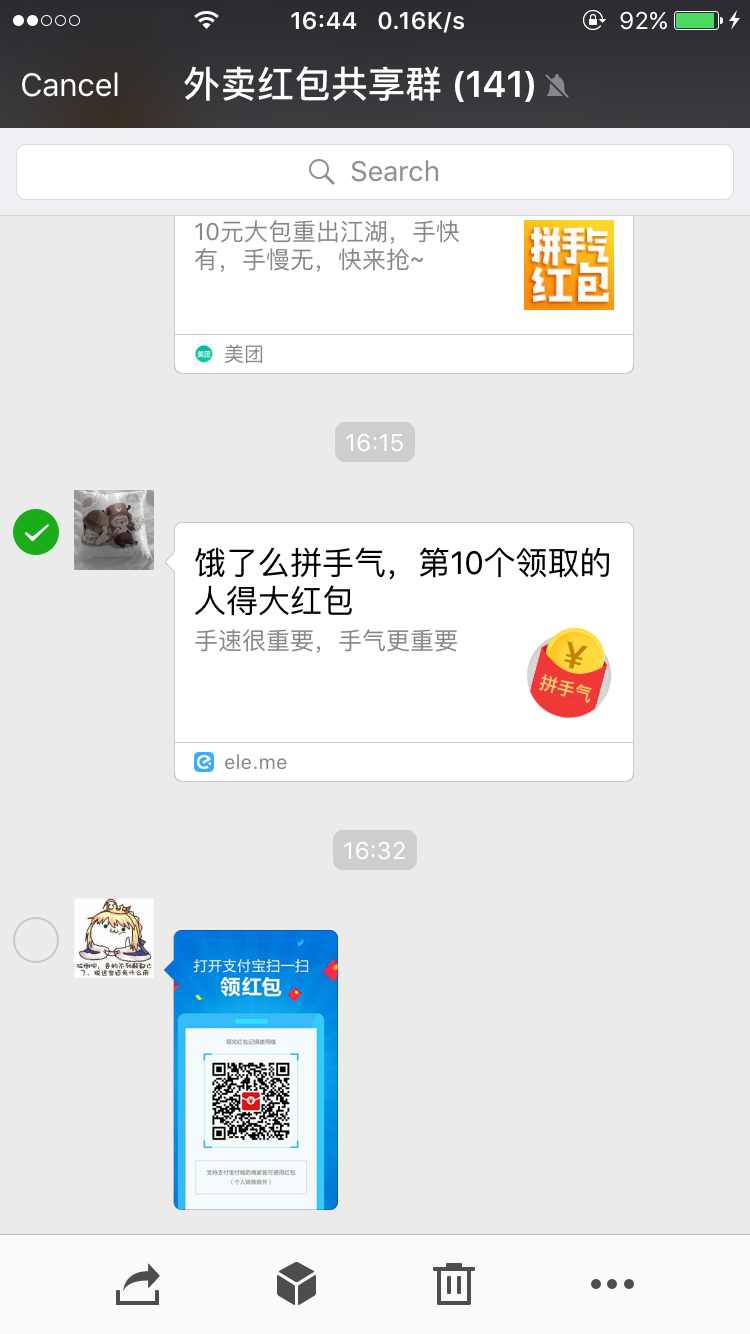 16:44 0.16K/s 92%
Cancel 外卖红包共享群 (141)
Search
10元大包重出江湖，手快
有，手慢无，快来抢~
拼手气
红包
美团 美团
16:15
饿了么拼手气，第10个领取的
人得大红包
手速很重要，手气更重要
¥
拼手气
ele.me
16:32
打开支付宝扫一扫
领红包
领完红包记得使用哦
支持支付宝付钱的商家皆可使用红包
（个人转账除外）